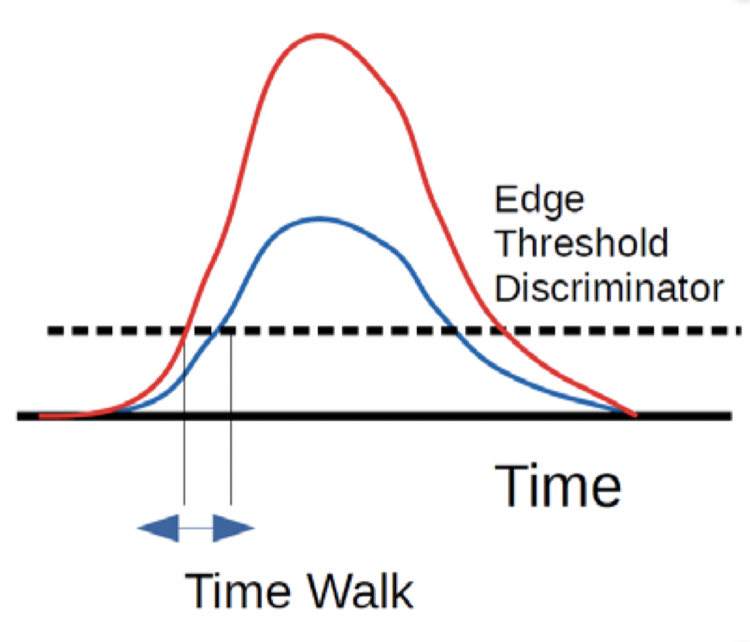 Edge
Threshold
Discriminator
Time
Time Walk